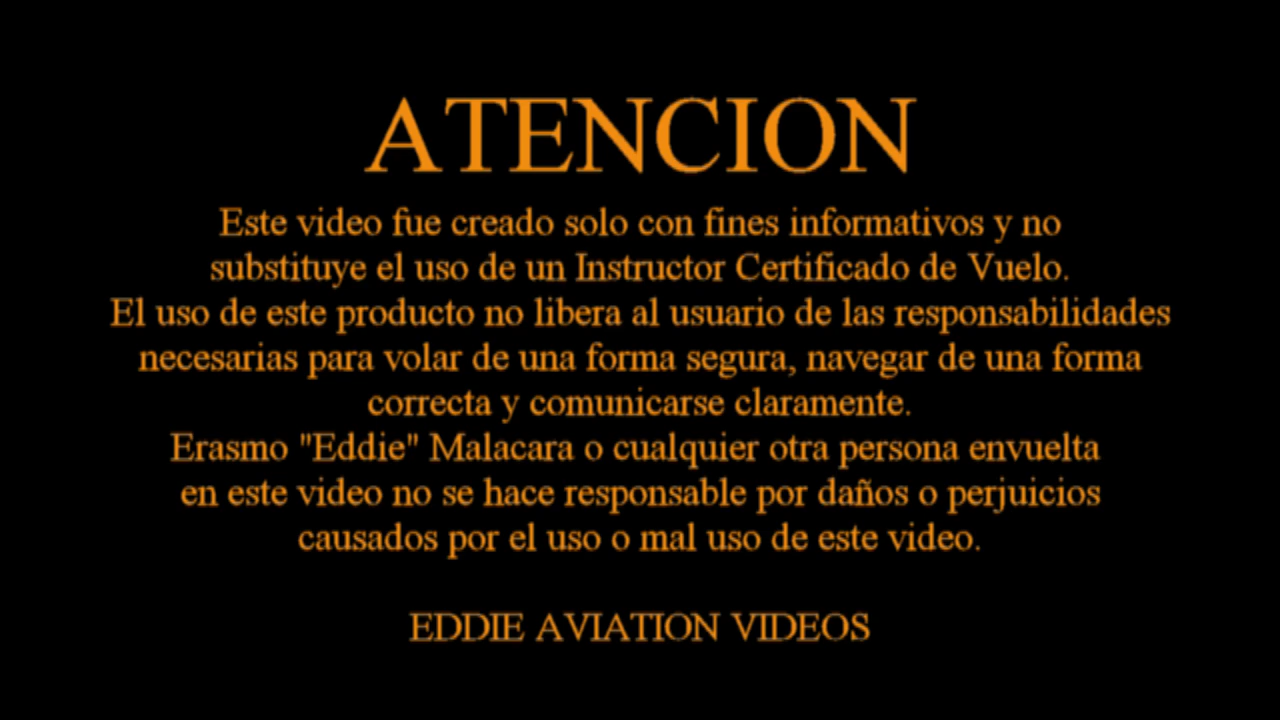 ATENCION
Este video fue creado solo con fines informativos y no
substituye el uso de un Instructor Certificado de Vuelo.
El uso de este producto no libera al usuario de las responsabilidades
necesarias para volar de una forma segura, navegar de una forma
correcta y comunicarse claramente.
Erasmo "Eddie" Malacara o cualquier otra persona envuelta
en este video no se hace responsable por daños o perjuicios
causados por el uso o mal uso de este video.
EDDIE AVIATION VIDEOS